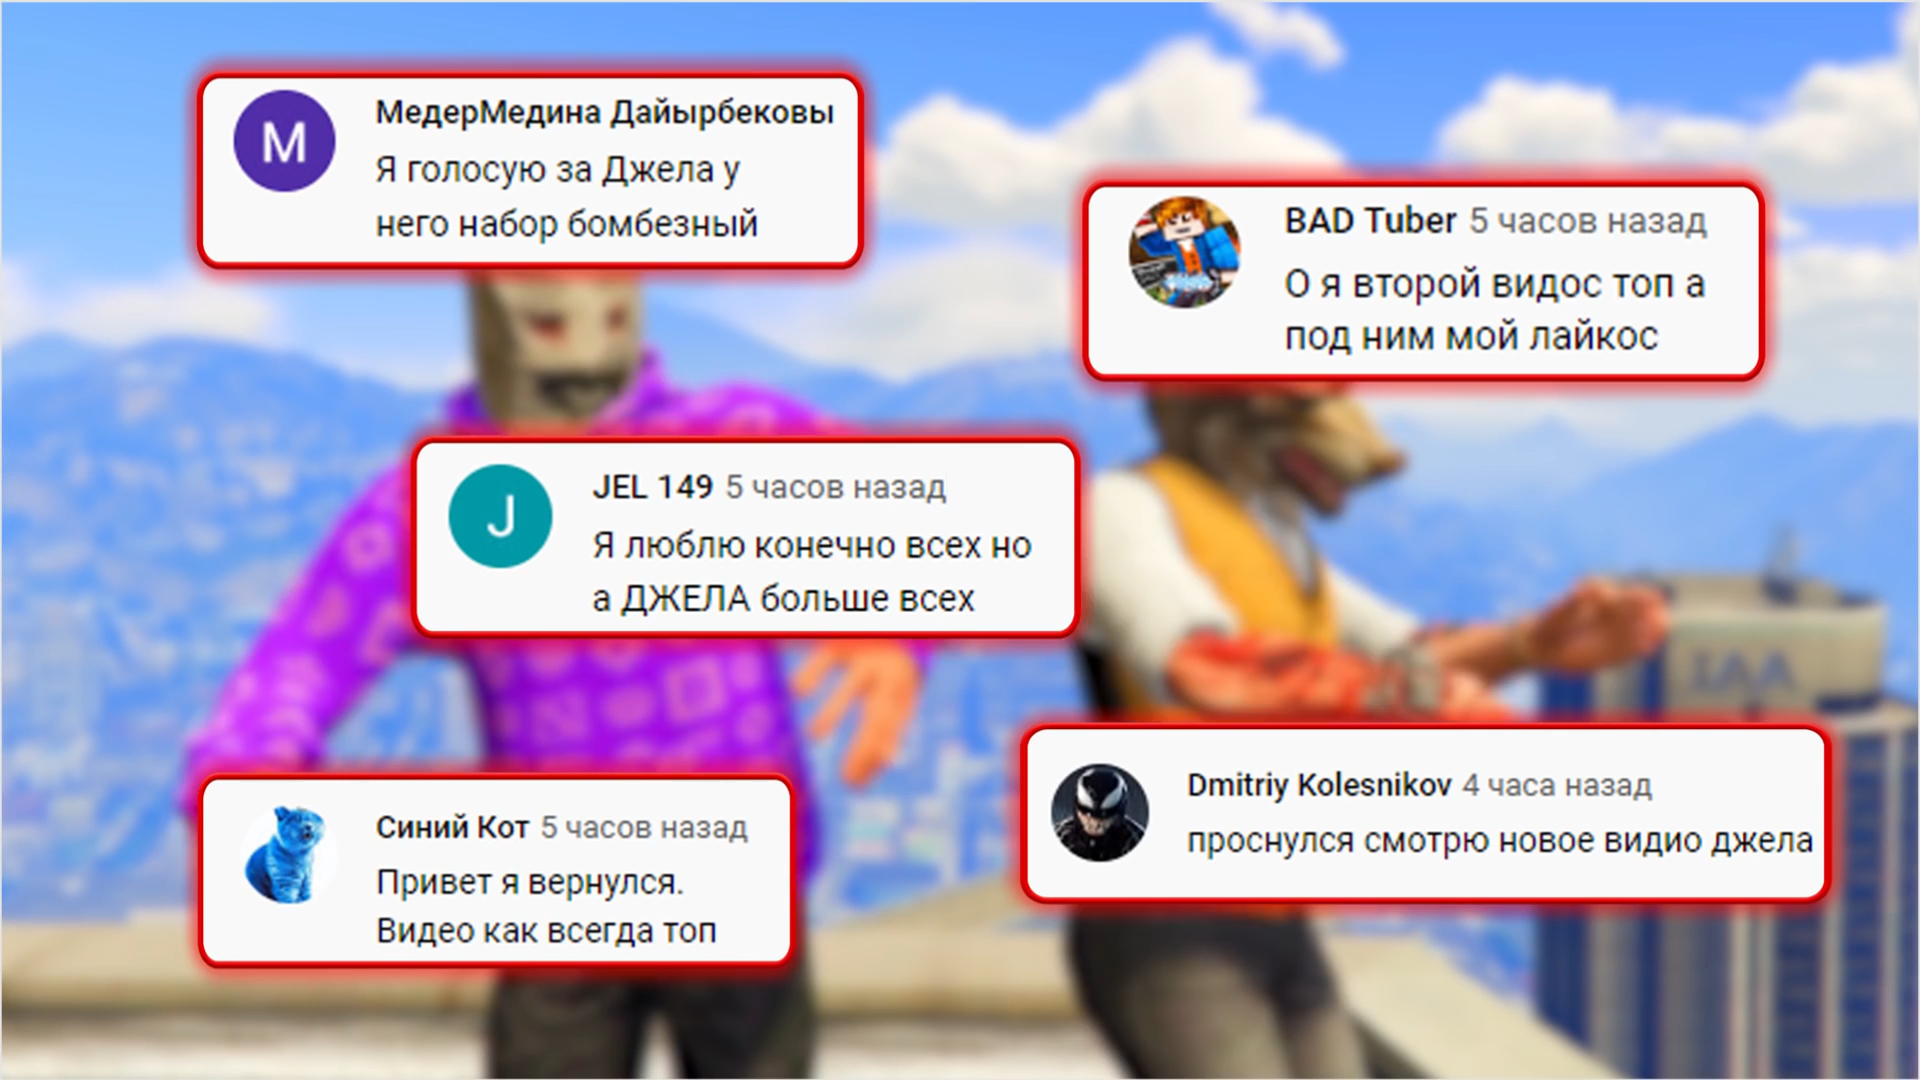 МедерМедина Дайырбековы
Я голосую за Джела у
него набор бомбезный
BAD Tuber 5 часов назад
О я второй видос топ а
под ним мой лайкос
JEL 149 5 часов назад
Я люблю конечно всех но
а ДЖЕЛА больше всех
Dmitriy Kolesnikov 4 часа назад
проснулся смотрю новое видио джела
Синий Кот 5 часов назад
Привет я вернулся.
Видео как всегда топ
M
J
IAA